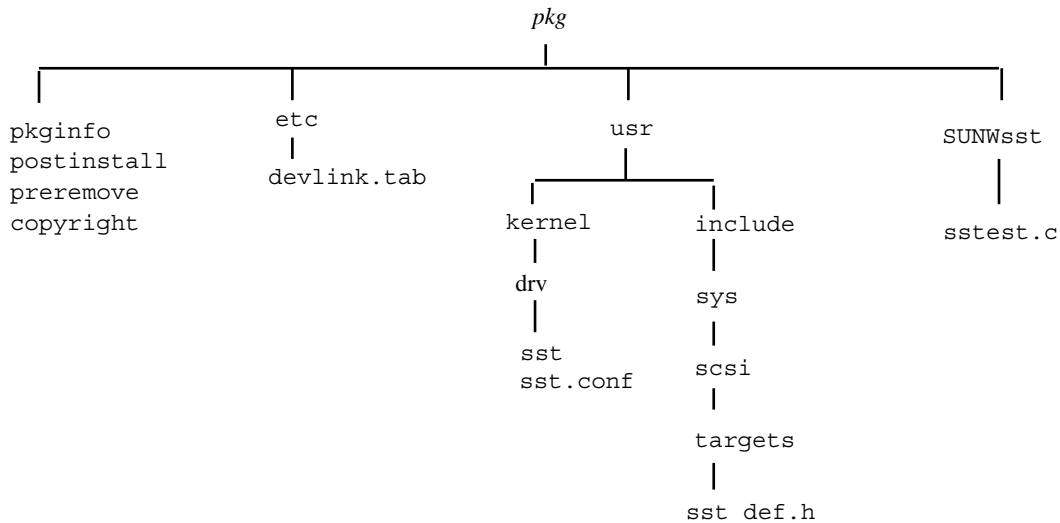 pkg
pkginfo
postinstall
preremove
copyright
etc
devlink.tab
usr
kernel
drv
sst
sst.conf
include
sys
scsi
targets
sst def.h
SUNWsst
sstest.c